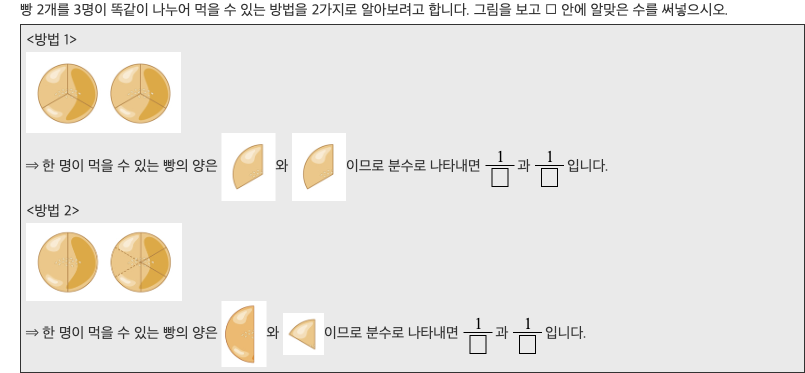 빵 2개를 3명이 똑같이 나누어 먹을 수 있는 방법을 2가지로 알아보려고 합니다. 그림을 보고 □ 안에 알맞은 수를 써넣으시오.
<방법 1>
⇒ 한 명이 먹을 수 있는 빵의 양은 와 이므로 분수로 나타내면 1/□ 과 1/□ 입니다.
<방법 2>
⇒ 한 명이 먹을 수 있는 빵의 양은 와 이므로 분수로 나타내면 1/□ 과 1/□ 입니다.